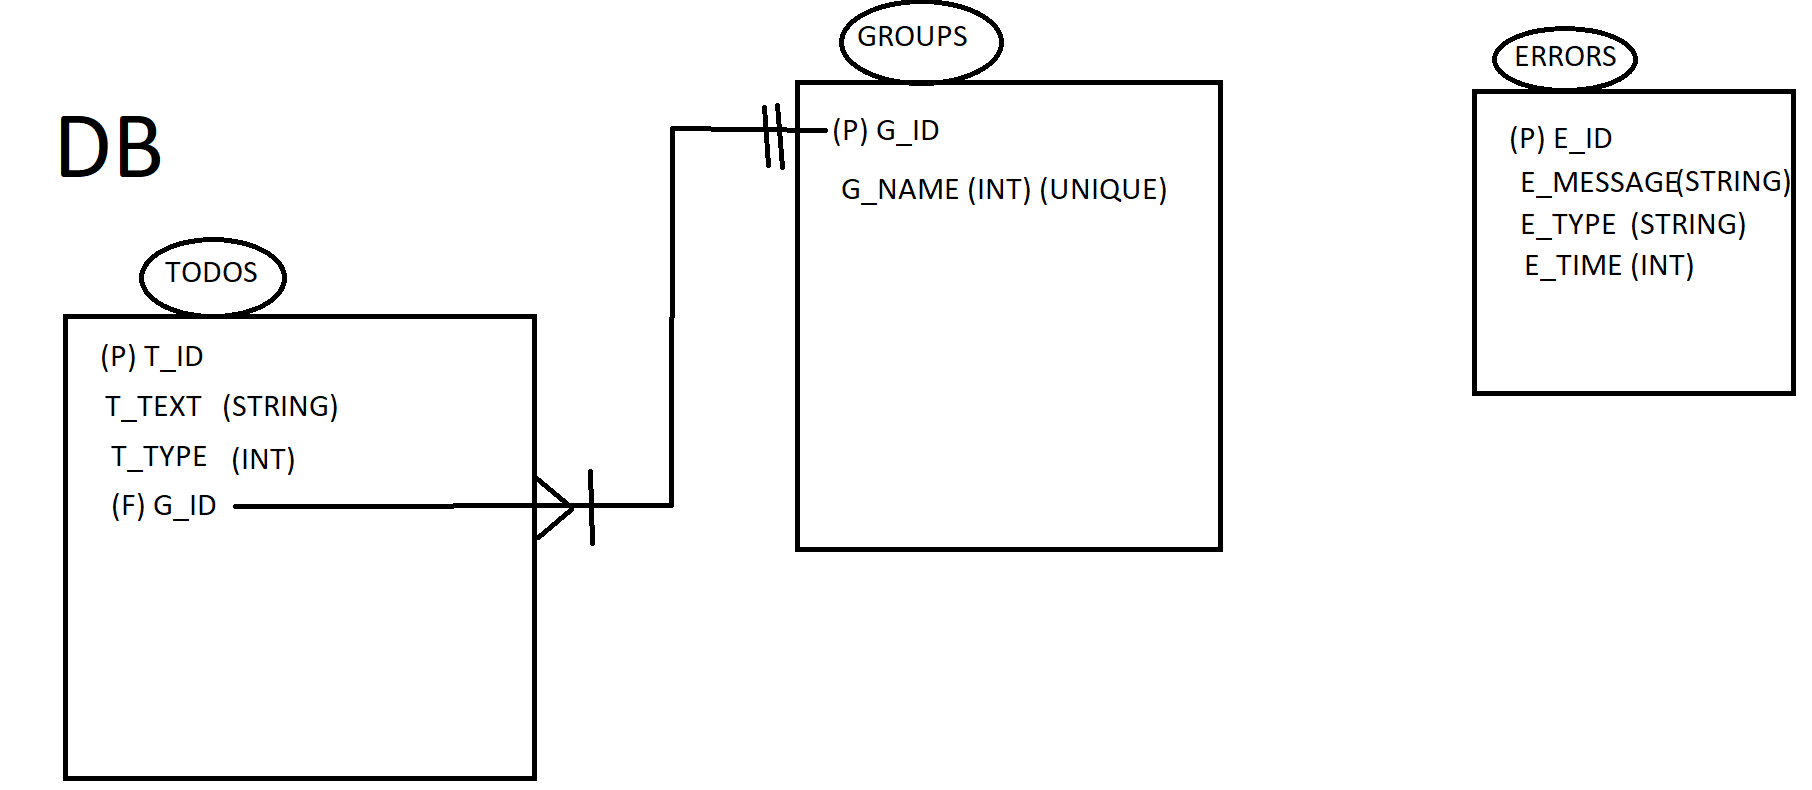 DB
TODOS
(P) T_ID
T_TEXT (STRING)
T_TYPE (INT)
(F) G_ID
GROUPS
(P) G_ID
G_NAME (INT) (UNIQUE)
ERRORS
(P) E_ID
E_MESSAGE(STRING)
E_TYPE (STRING)
E_TIME (INT)